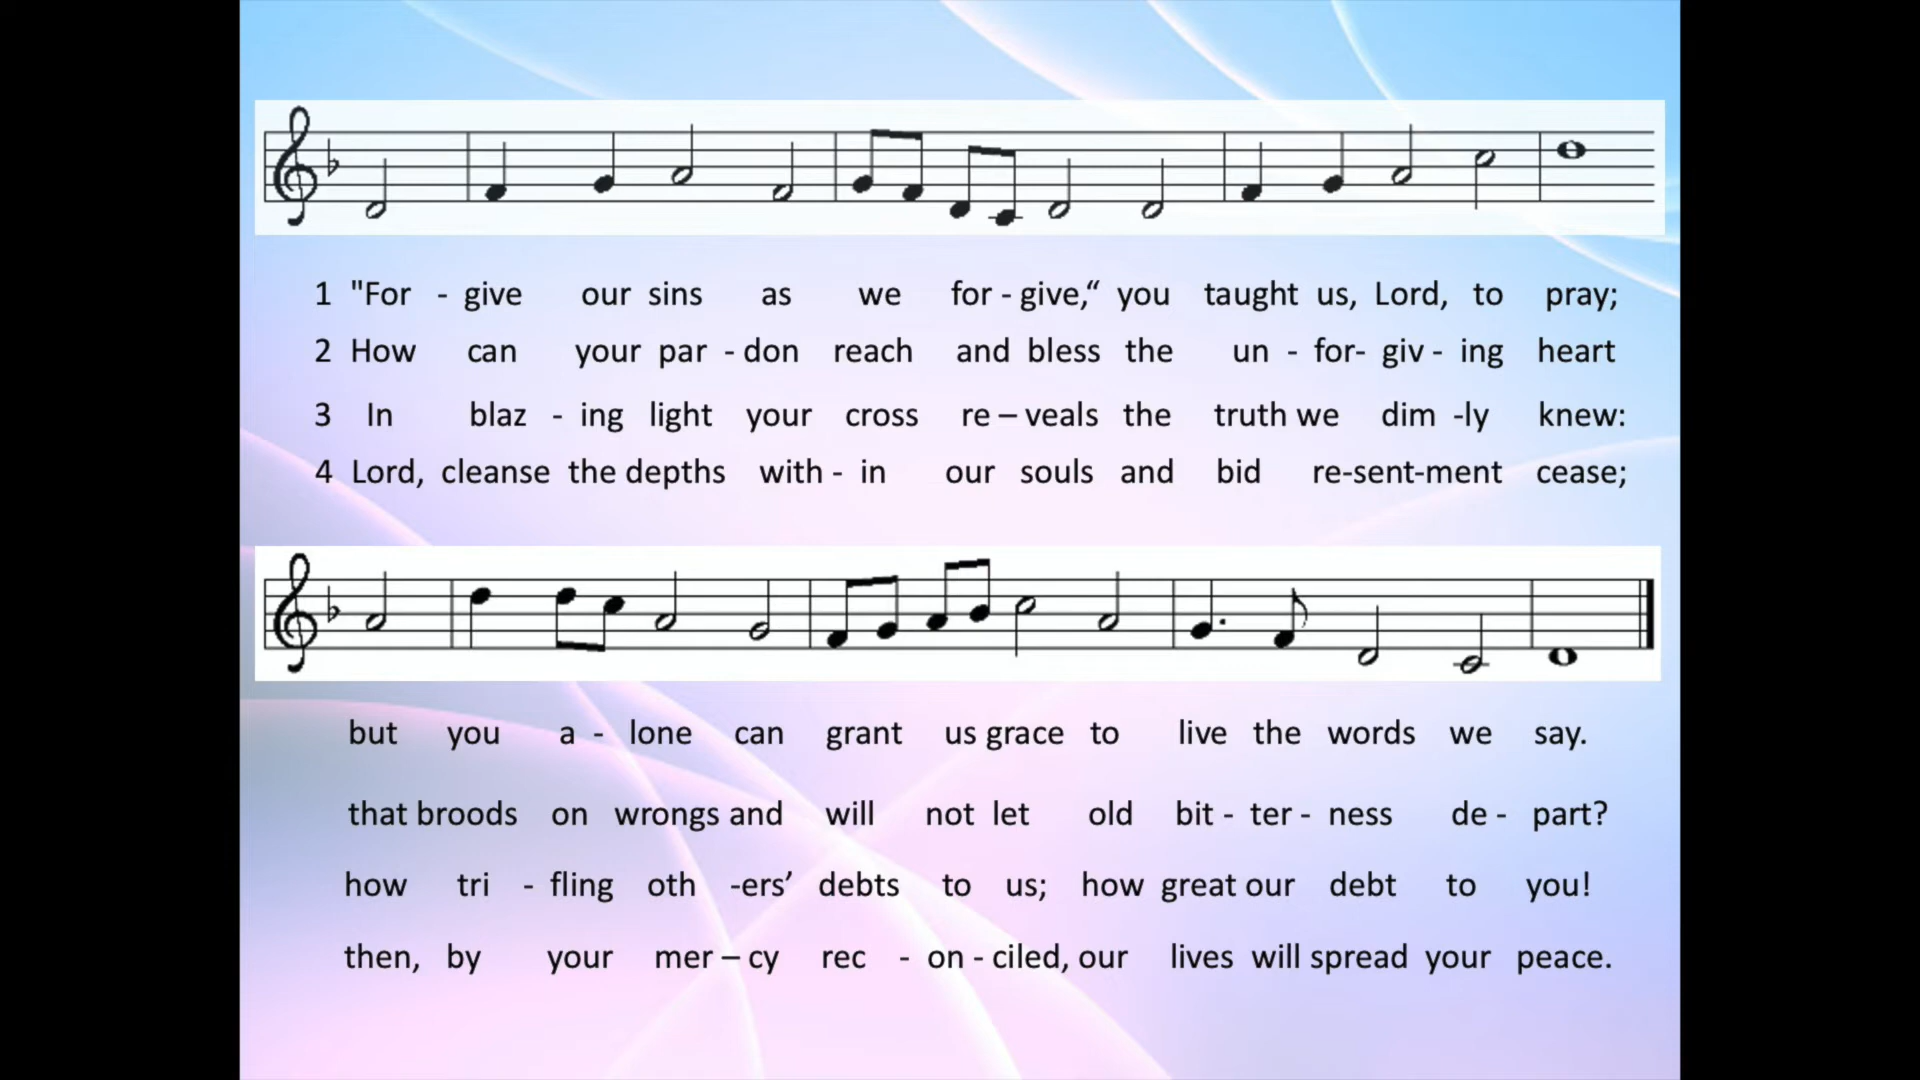 1 "For - give our sins as we for - give,“ you taught us, Lord, to pray;
2 How can your par - don reach and bless the un - for- giv - ing heart
3 In blaz - ing light your cross re – veals the truth we dim -ly knew:
4 Lord, cleanse the depths with - in our souls and bid re-sent-ment cease;
but you a - lone can grant us grace to live the words we say.
that broods on wrongs and will not let old bit - ter - ness de - part?
how tri - fling oth -ers’ debts to us; how great our debt to you!
then, by your mer – cy rec - on - ciled, our lives will spread your peace.